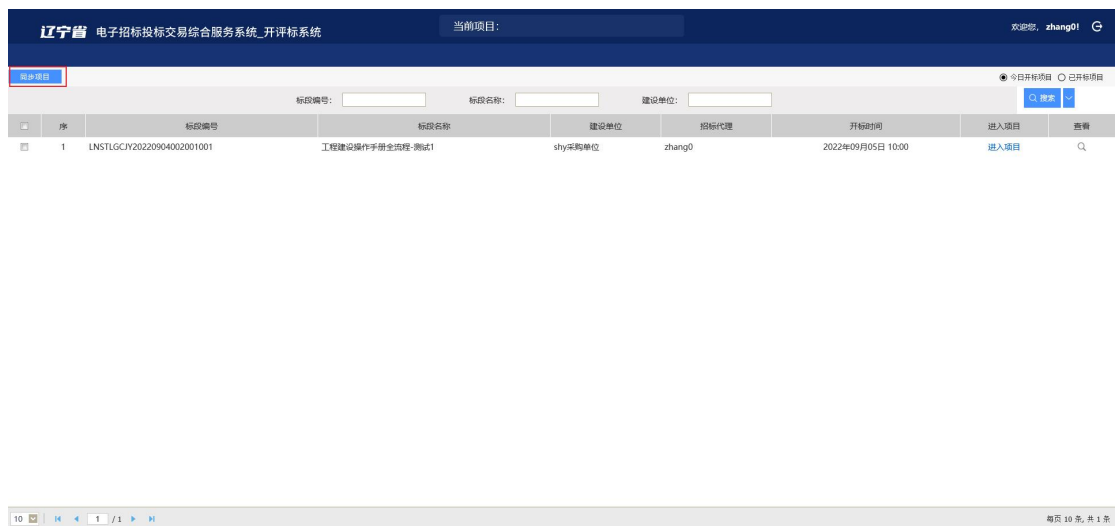 辽宁省 电子招标投标交易综合服务系统_开评标系统 当前项目： 欢迎您，zhang0!
同步项目 今日开标项目 已开标项目
标段编号： 标段名称： 建设单位： 搜索
序 标段编号 标段名称 建设单位 招标代理 开标时间 进入项目 查看
1 LNSTLGCJY20220904002001001 工程建设操作手册全流程-测试1 shy采购单位 zhang0 2022年09月05日 10:00 进入项目
10 1 /1 每页 10 条, 共 1 条